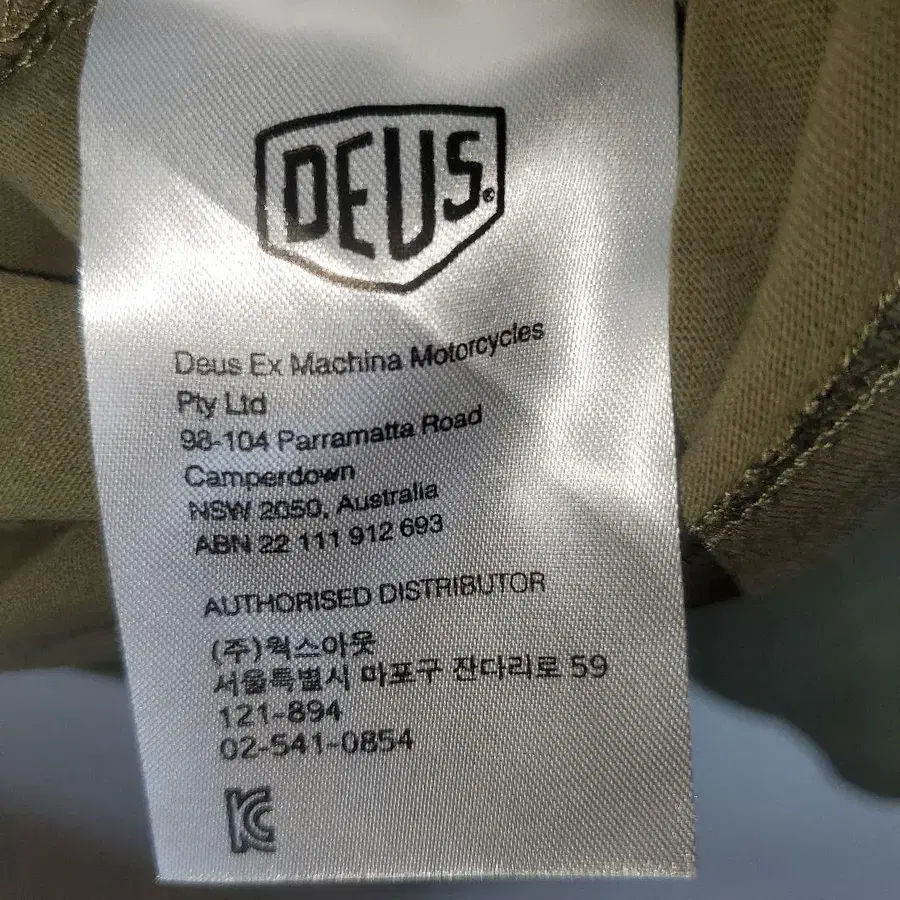 DEUS®
Deus Ex Machina Motorcycles
Pty Ltd
98-104 Parramatta Road
Camperdown
NSW 2050, Australia
ABN 22 111 912 693
AUTHORISED DISTRIBUTOR
(주)웍스아웃
서울특별시 마포구 잔다리로 59
121-894
02-541-0854
KC